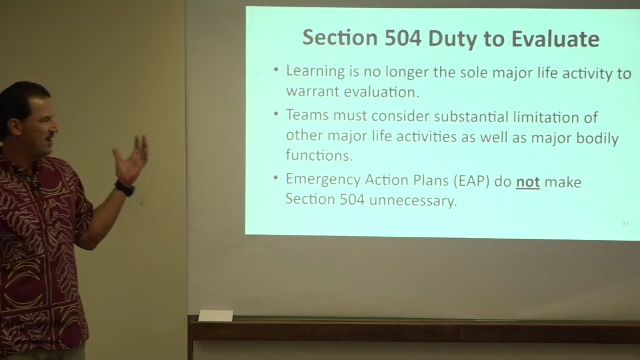 Section 504 Duty to Evaluate
• Learning is no longer the sole major life activity to
warrant evaluation.
• Teams must consider substantial limitation of
other major life activities as well as major bodily
functions.
• Emergency Action Plans (EAP) do not make
Section 504 unnecessary.